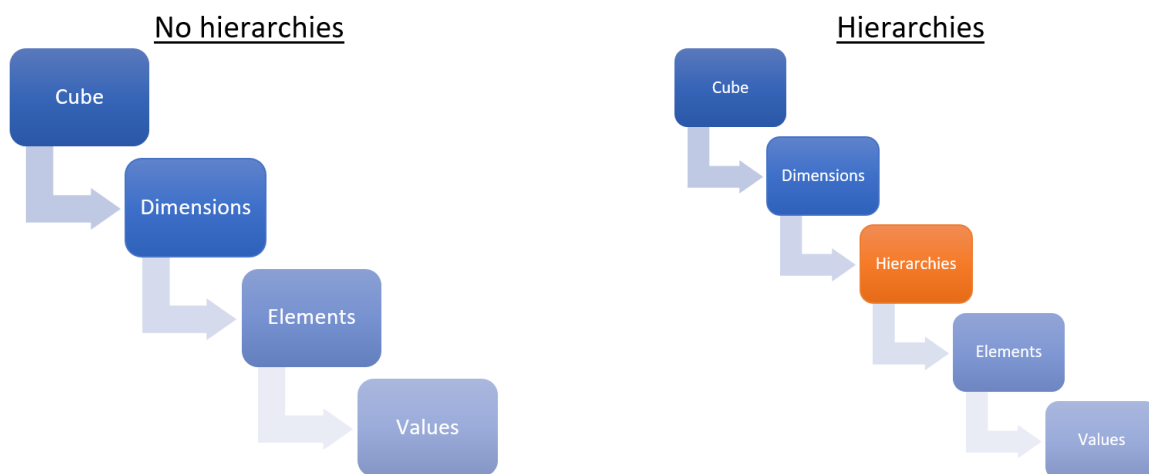 No hierarchies
Cube
Dimensions
Elements
Values
Hierarchies
Cube
Dimensions
Hierarchies
Elements
Values